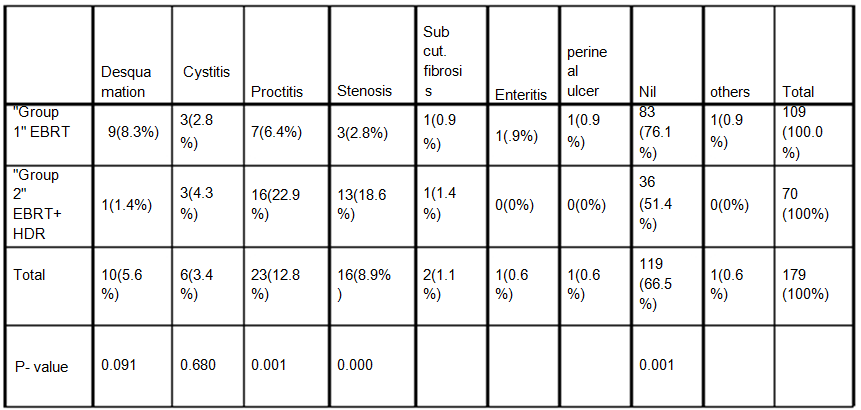 Desqua
mation
Cystitis
Proctitis
Stenosis
Sub
cut.
fibrosi
s
Enteritis
perine
al
ulcer
Nil
others
Total
"Group
1" EBRT
9(8.3%)
3(2.8
%)
7(6.4%)
3(2.8%)
1(0.9
%)
1(.9%)
1(0.9
%)
83
(76.1
%)
1(0.9
%)
109
(100.0
%)
"Group
2"
EBRT+
HDR
1(1.4%)
3(4.3
%)
16(22.9
%)
13(18.6
%)
1(1.4
%)
0(0%)
0(0%)
36
(51.4
%)
0(0%)
70
(100%)
Total
10(5.6
%)
6(3.4
%)
23(12.8
%)
16(8.9%
)
2(1.1
%)
1(0.6
%)
1(0.6
%)
119
(66.5
%)
1(0.6
%)
179
(100%)
P- value
0.091
0.680
0.001
0.000
0.001